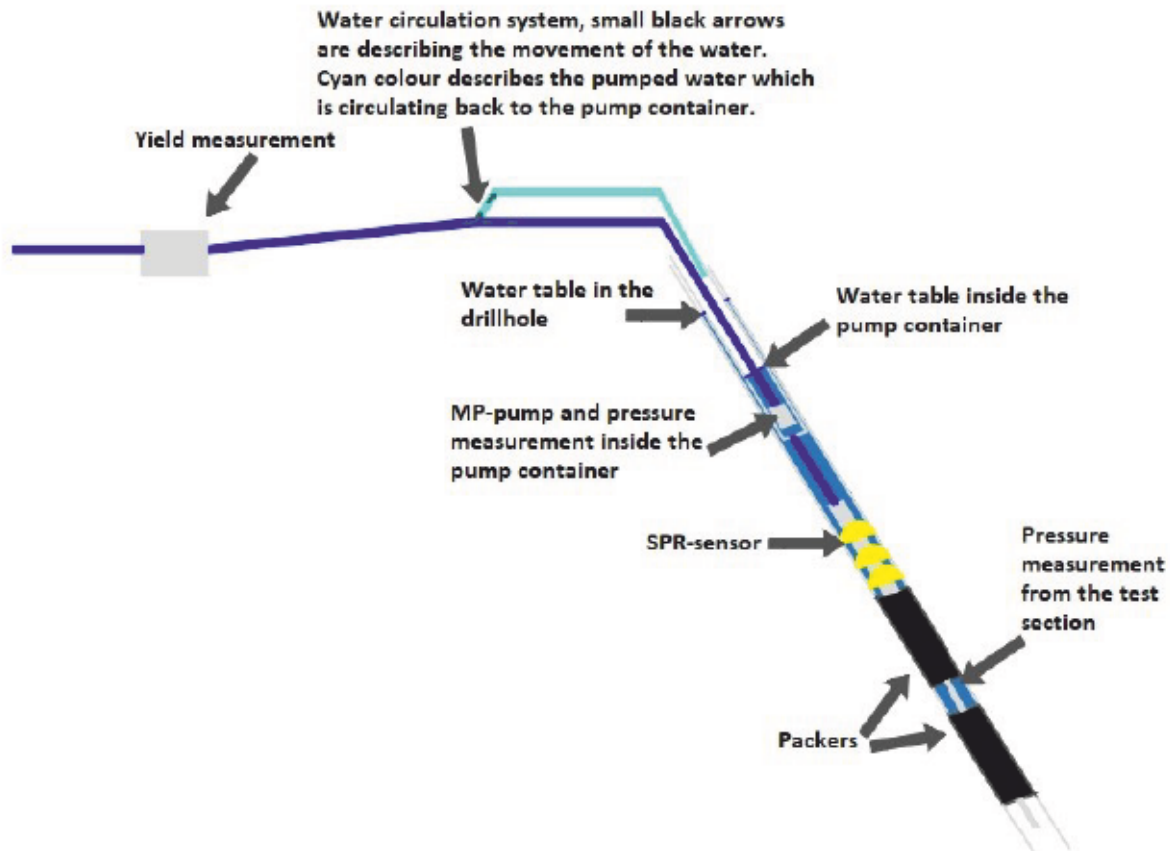 Water circulation system, small black arrows
are describing the movement of the water.
Cyan colour describes the pumped water which
is circulating back to the pump container.
Yield measurement
Water table in the
drillhole
Water table inside the
pump container
MP-pump and pressure
measurement inside the
pump container
SPR-sensor
Pressure
measurement
from the test
section
Packers